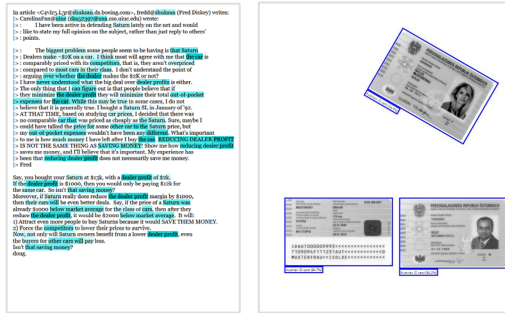 In article <C4vIr5.L3r@shuksan.ds.boeing.com>, fredd@shuksan (Fred Dickey) writes:
|> CarolinaFan@uiuc (cka52397@uxa.cso.uiuc.edu) wrote:
|> : I have been active in defending Saturn lately on the net and would
|> : like to state my full opinion on the subject, rather than just reply to others'
|> : points.
|> :
|> : The biggest problem some people seem to be having is that Saturn
|> : Dealers make ~$2K on a car. I think most will agree with me that the car is
|> : so comparably priced with its competitors, that is, they aren't overpriced
|> : compared to most cars in their class. I don't understand the point of
|> : arguing over whether the dealer makes the $2K or not?
|> I have never understood what the big deal over dealer profits is either.
|> The only thing that I can figure out is that people believe that if
|> they minimize the dealer profit they will minimize their total out-of-pocket
|> expenses for the car. While this may be true in some cases, I do not
|> believe that it is generally true. I bought a Saturn SL in January of '92.
|> AT THAT TIME, based on studying car prices, I decided that there was
|> no comparable car that was priced as cheaply as the Saturn. Sure, maybe I
|> could have talked the price for some other car to the Saturn price, but
|> my out-of-pocket expenses wouldn't have been any different. What's important
|> to me is how much money I have left after I buy the car. REDUCING DEALER PROFIT
|> IS NOT THE SAME THING AS SAVING MONEY! Show me how reducing dealer profit
|> saves me money, and I'll believe that it's important. My experience has
|> been that reducing dealer profit does not necessarily save me money.
|> Fred
Say, you bought your Saturn at $13k, with a dealer profit of $2k.
If the dealer profit is $1000, then you would only be paying $12k for
the same car. So isn't that saving money?
Moreover, if Saturn really does reduce the dealer profit margin by $1000,
then their cars will be even better deals. Say, if the price of a Saturn was
already $1000 below market average for the class of cars, then after they
reduce the dealer profit, it would be $2000 below market average. It will:
1) Attract even more people to buy Saturns because it would SAVE THEM MONEY.
2) Force the competitors to lower their prices to survive.
Now, not only will Saturn owners benefit from a lower dealer profit, even
the buyers for other cars will pay less.
Isn't that saving money?
doug.
PERSONALAUSWEIS REPUBLIK ÖSTERREICH
PERSONALAUSWEIS REPUBLIK ÖSTERREICH